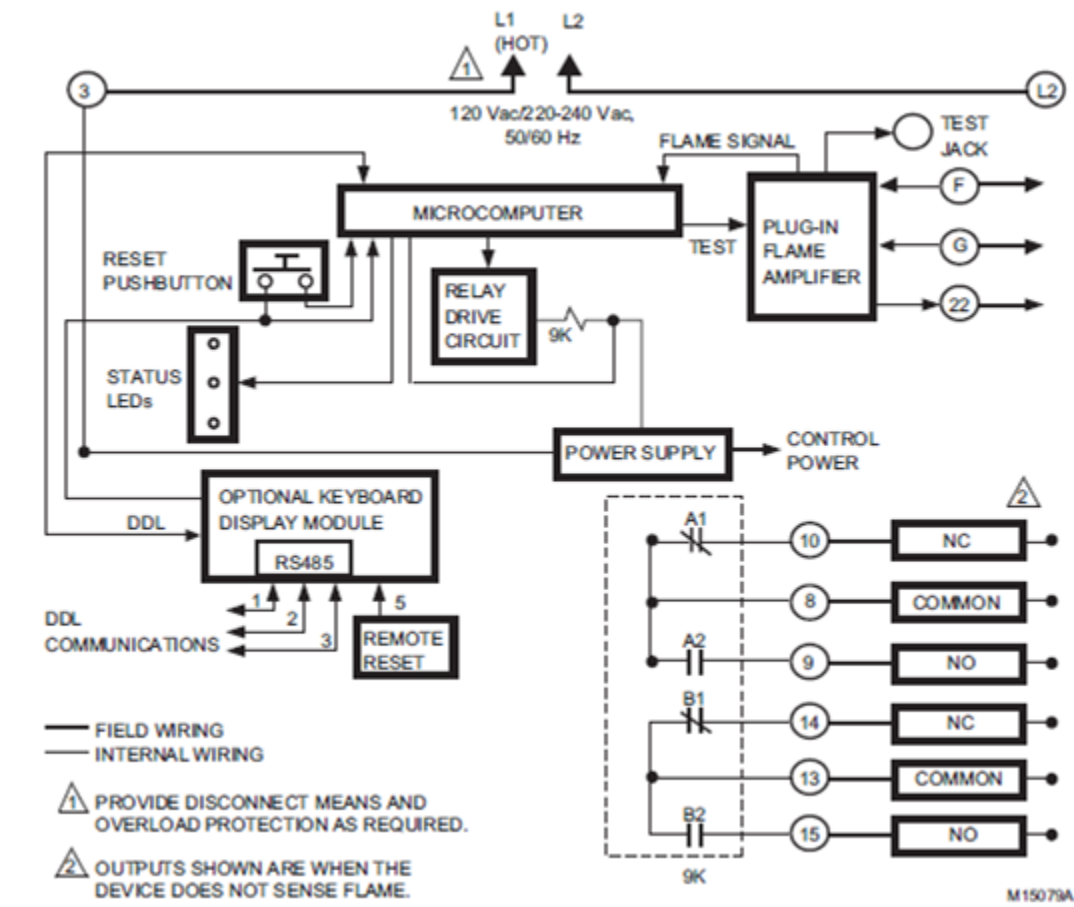 L1
(HOT)
L2
1
3
L2
120 Vac/220-240 Vac,
50/60 Hz
FLAME SIGNAL
TEST
JACK
MICROCOMPUTER
TEST
PLUG-IN
FLAME
AMPLIFIER
F
G
22
RESET
PUSHBUTTON
RELAY
DRIVE
CIRCUIT
9K
STATUS
LEDs
POWER SUPPLY
CONTROL
POWER
OPTIONAL KEYBOARD
DISPLAY MODULE
DDL
RS485
1
2
3
5
DDL
COMMUNICATIONS
REMOTE
RESET
2
A1
10
NC
8
COMMON
A2
9
NO
B1
14
NC
13
COMMON
B2
15
NO
9K
FIELD WIRING
INTERNAL WIRING
1 PROVIDE DISCONNECT MEANS AND
OVERLOAD PROTECTION AS REQUIRED.
2 OUTPUTS SHOWN ARE WHEN THE
DEVICE DOES NOT SENSE FLAME.
M15079A